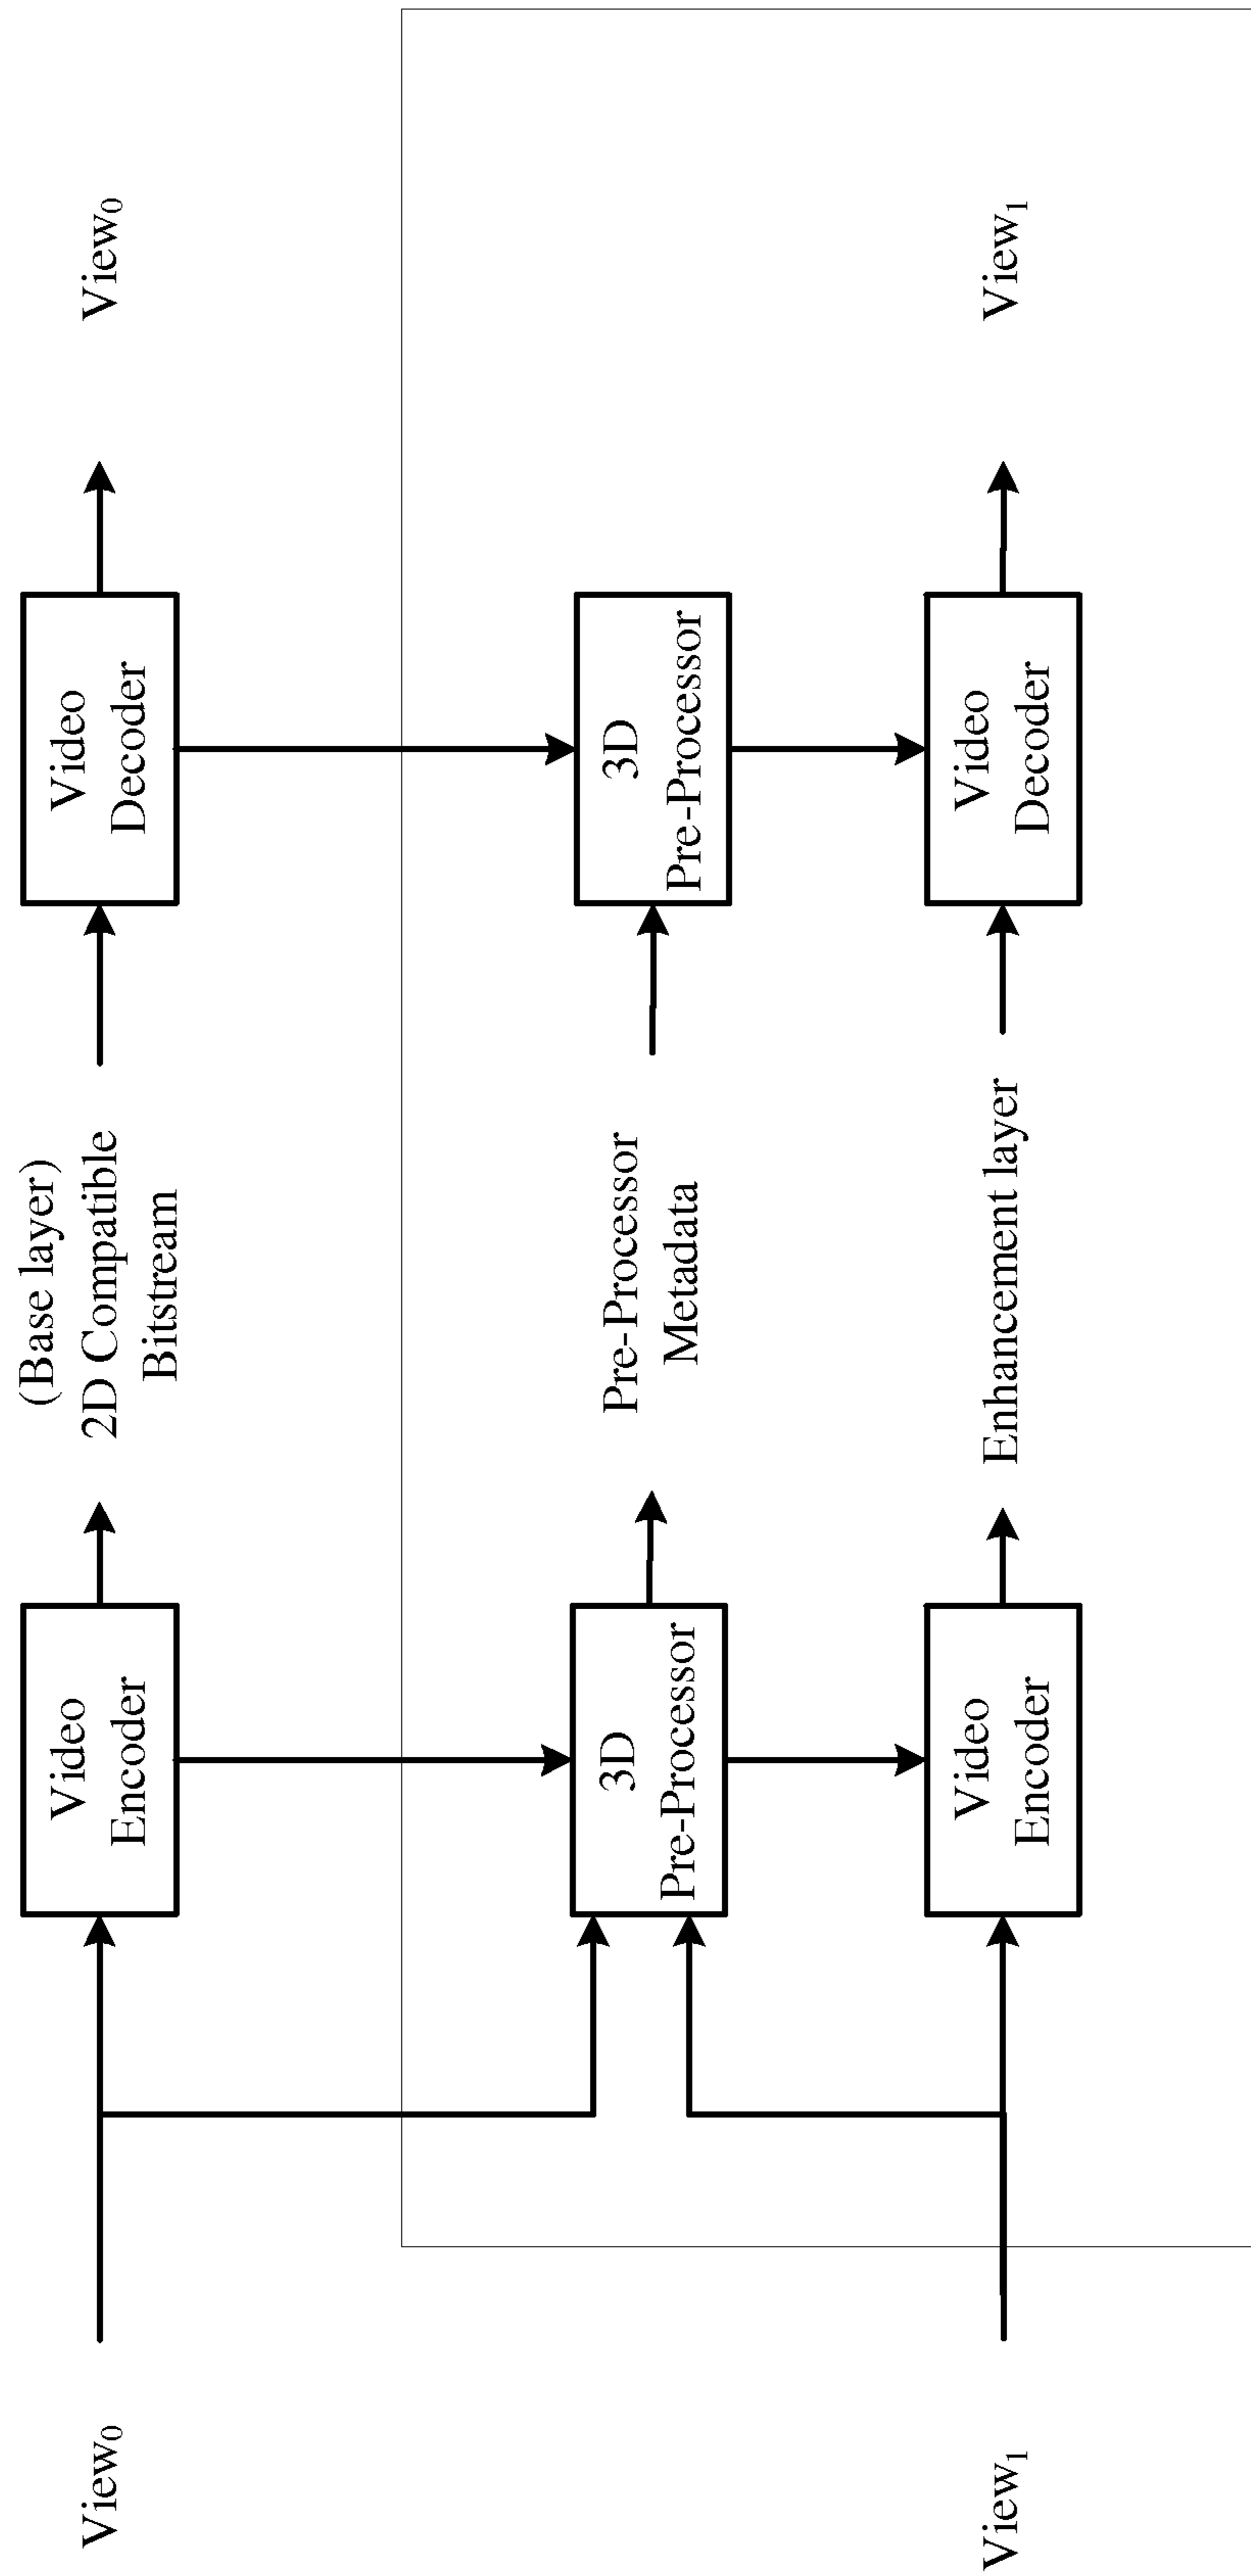 View₀
Video
Encoder
(Base layer)
2D Compatible
Bitstream
Video
Decoder
View₀
3D
Pre-Processor
Pre-Processor
Metadata
3D
Pre-Processor
View₁
Video
Encoder
Enhancement layer
Video
Decoder
View₁